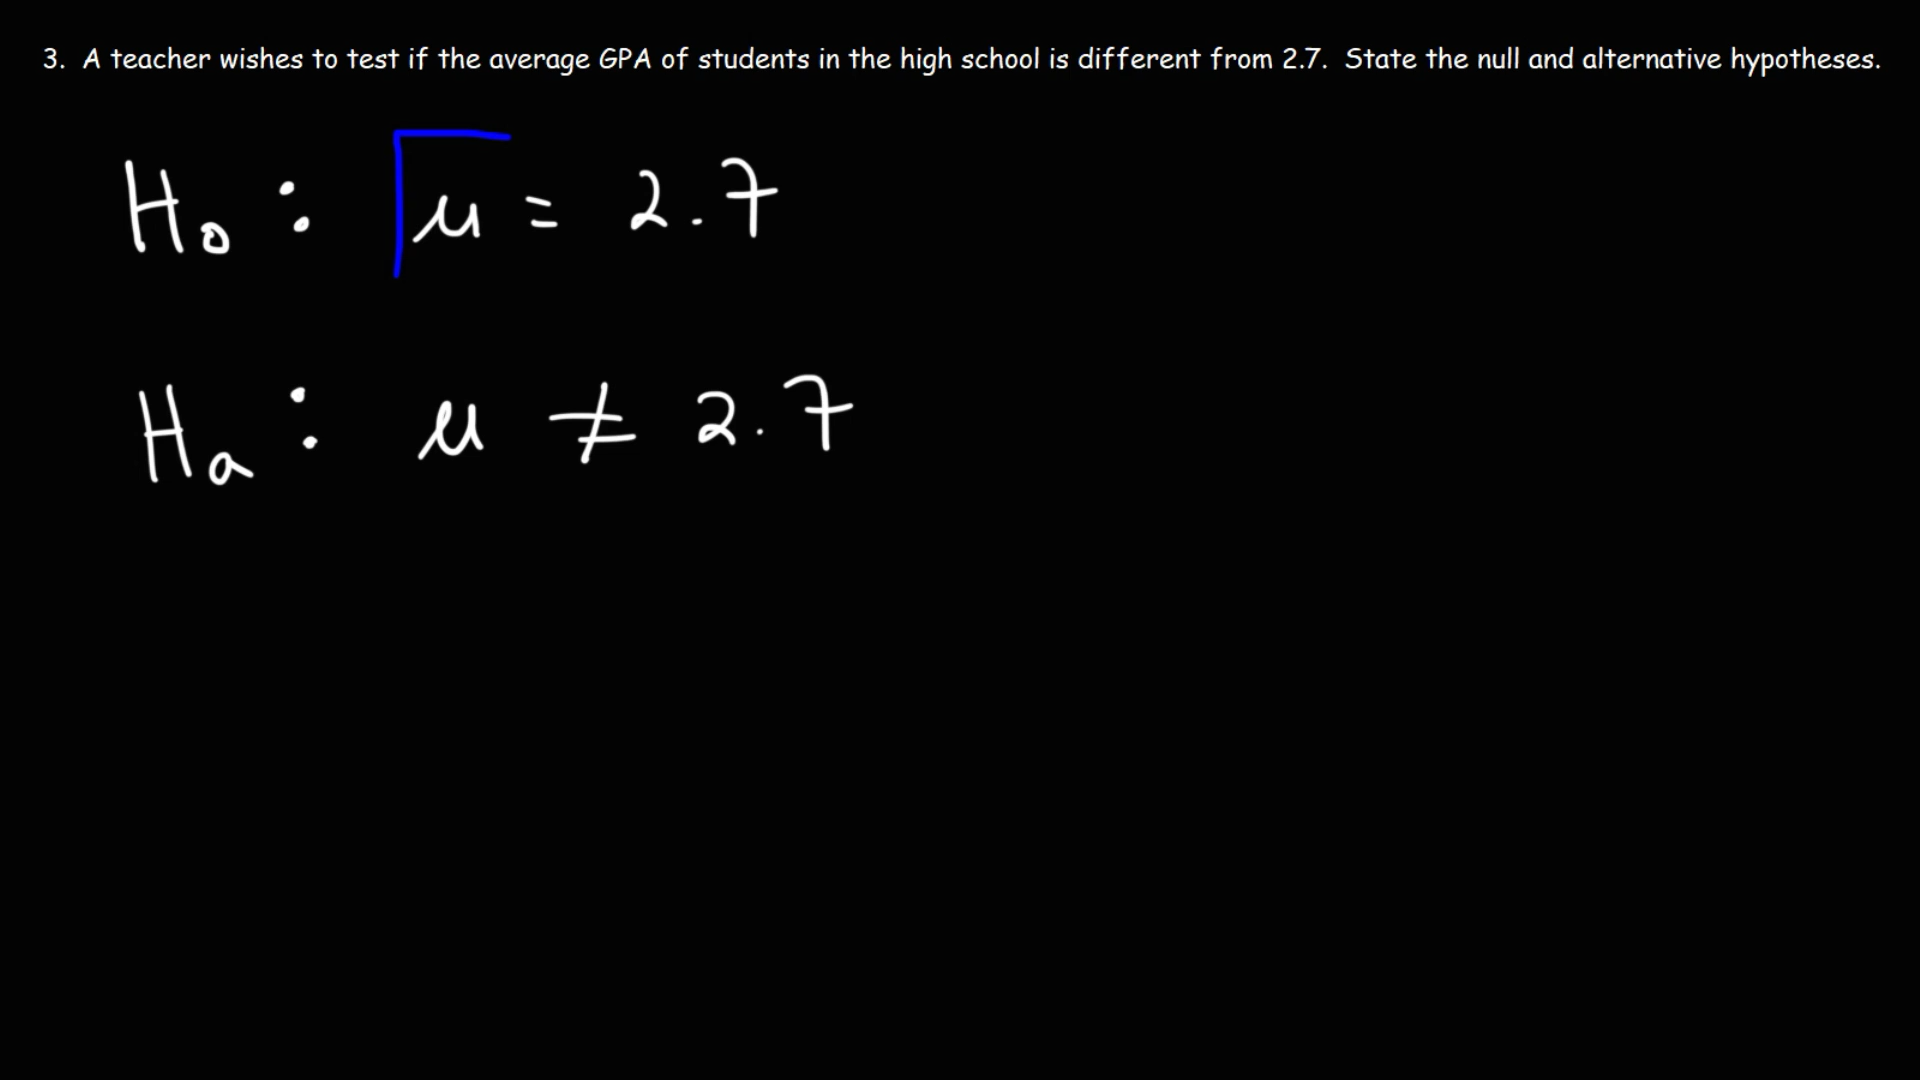 3. A teacher wishes to test if the average GPA of students in the high school is different from 2.7. State the null and alternative hypotheses.
H₀ : μ = 2.7
Hₐ : μ ≠ 2.7